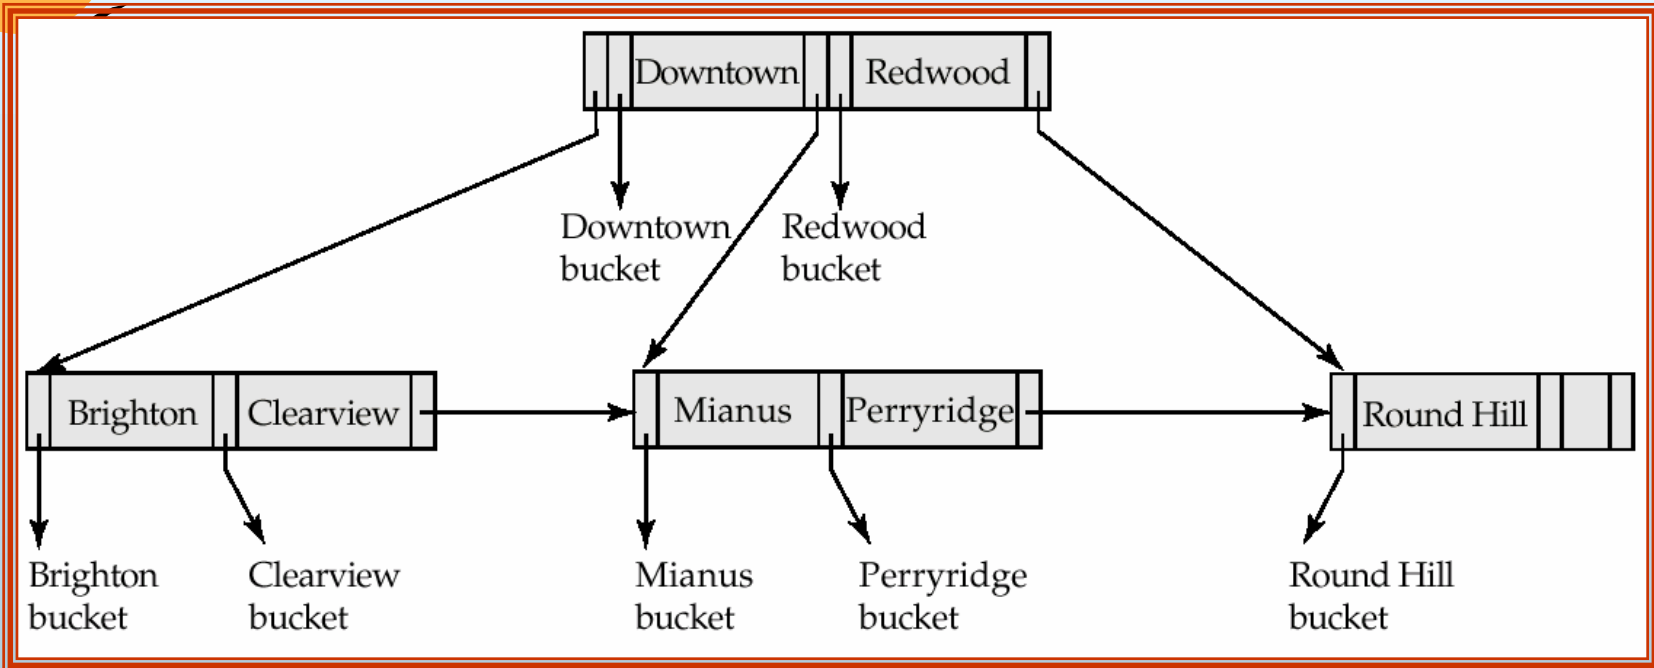 Downtown Redwood
Downtown
bucket
Redwood
bucket
Brighton Clearview
Mianus Perryridge
Round Hill
Brighton
bucket
Clearview
bucket
Mianus
bucket
Perryridge
bucket
Round Hill
bucket